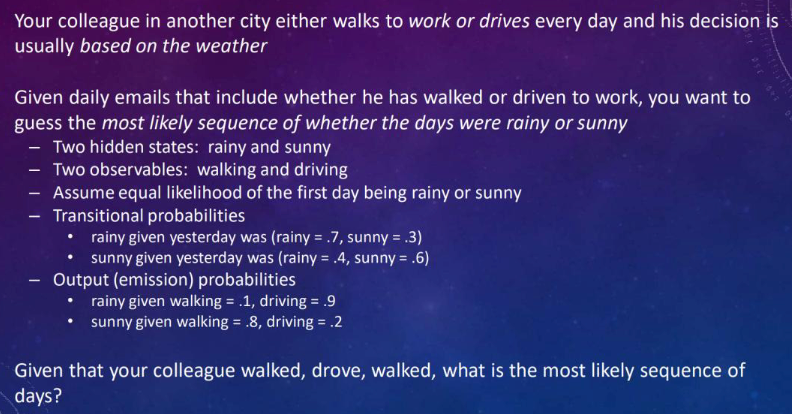 Your colleague in another city either walks to work or drives every day and his decision is
usually based on the weather
Given daily emails that include whether he has walked or driven to work, you want to
guess the most likely sequence of whether the days were rainy or sunny
– Two hidden states: rainy and sunny
– Two observables: walking and driving
– Assume equal likelihood of the first day being rainy or sunny
– Transitional probabilities
• rainy given yesterday was (rainy = .7, sunny = .3)
• sunny given yesterday was (rainy = .4, sunny = .6)
– Output (emission) probabilities
• rainy given walking = .1, driving = .9
• sunny given walking = .8, driving = .2
Given that your colleague walked, drove, walked, what is the most likely sequence of
days?